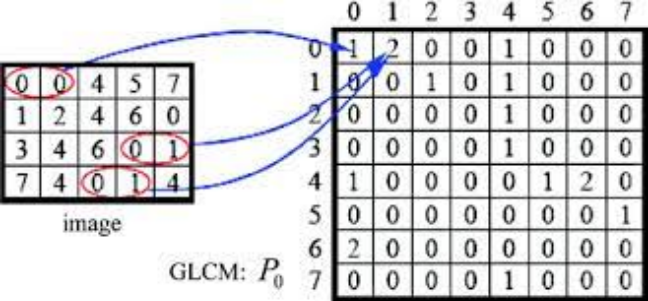 0 1 2 3 4 5 6 7
0 1 2 0 0 1 0 0 0
1 0 0 1 0 1 0 0 0
2 0 0 0 0 1 0 0 0
3 0 0 0 0 1 0 0 0
4 1 0 0 0 0 1 2 0
5 0 0 0 0 0 0 0 1
6 2 0 0 0 0 0 0 0
7 0 0 0 0 1 0 0 0
0 0 4 5 7
1 2 4 6 0
3 4 6 0 1
7 4 0 1 4
image
GLCM: P₀